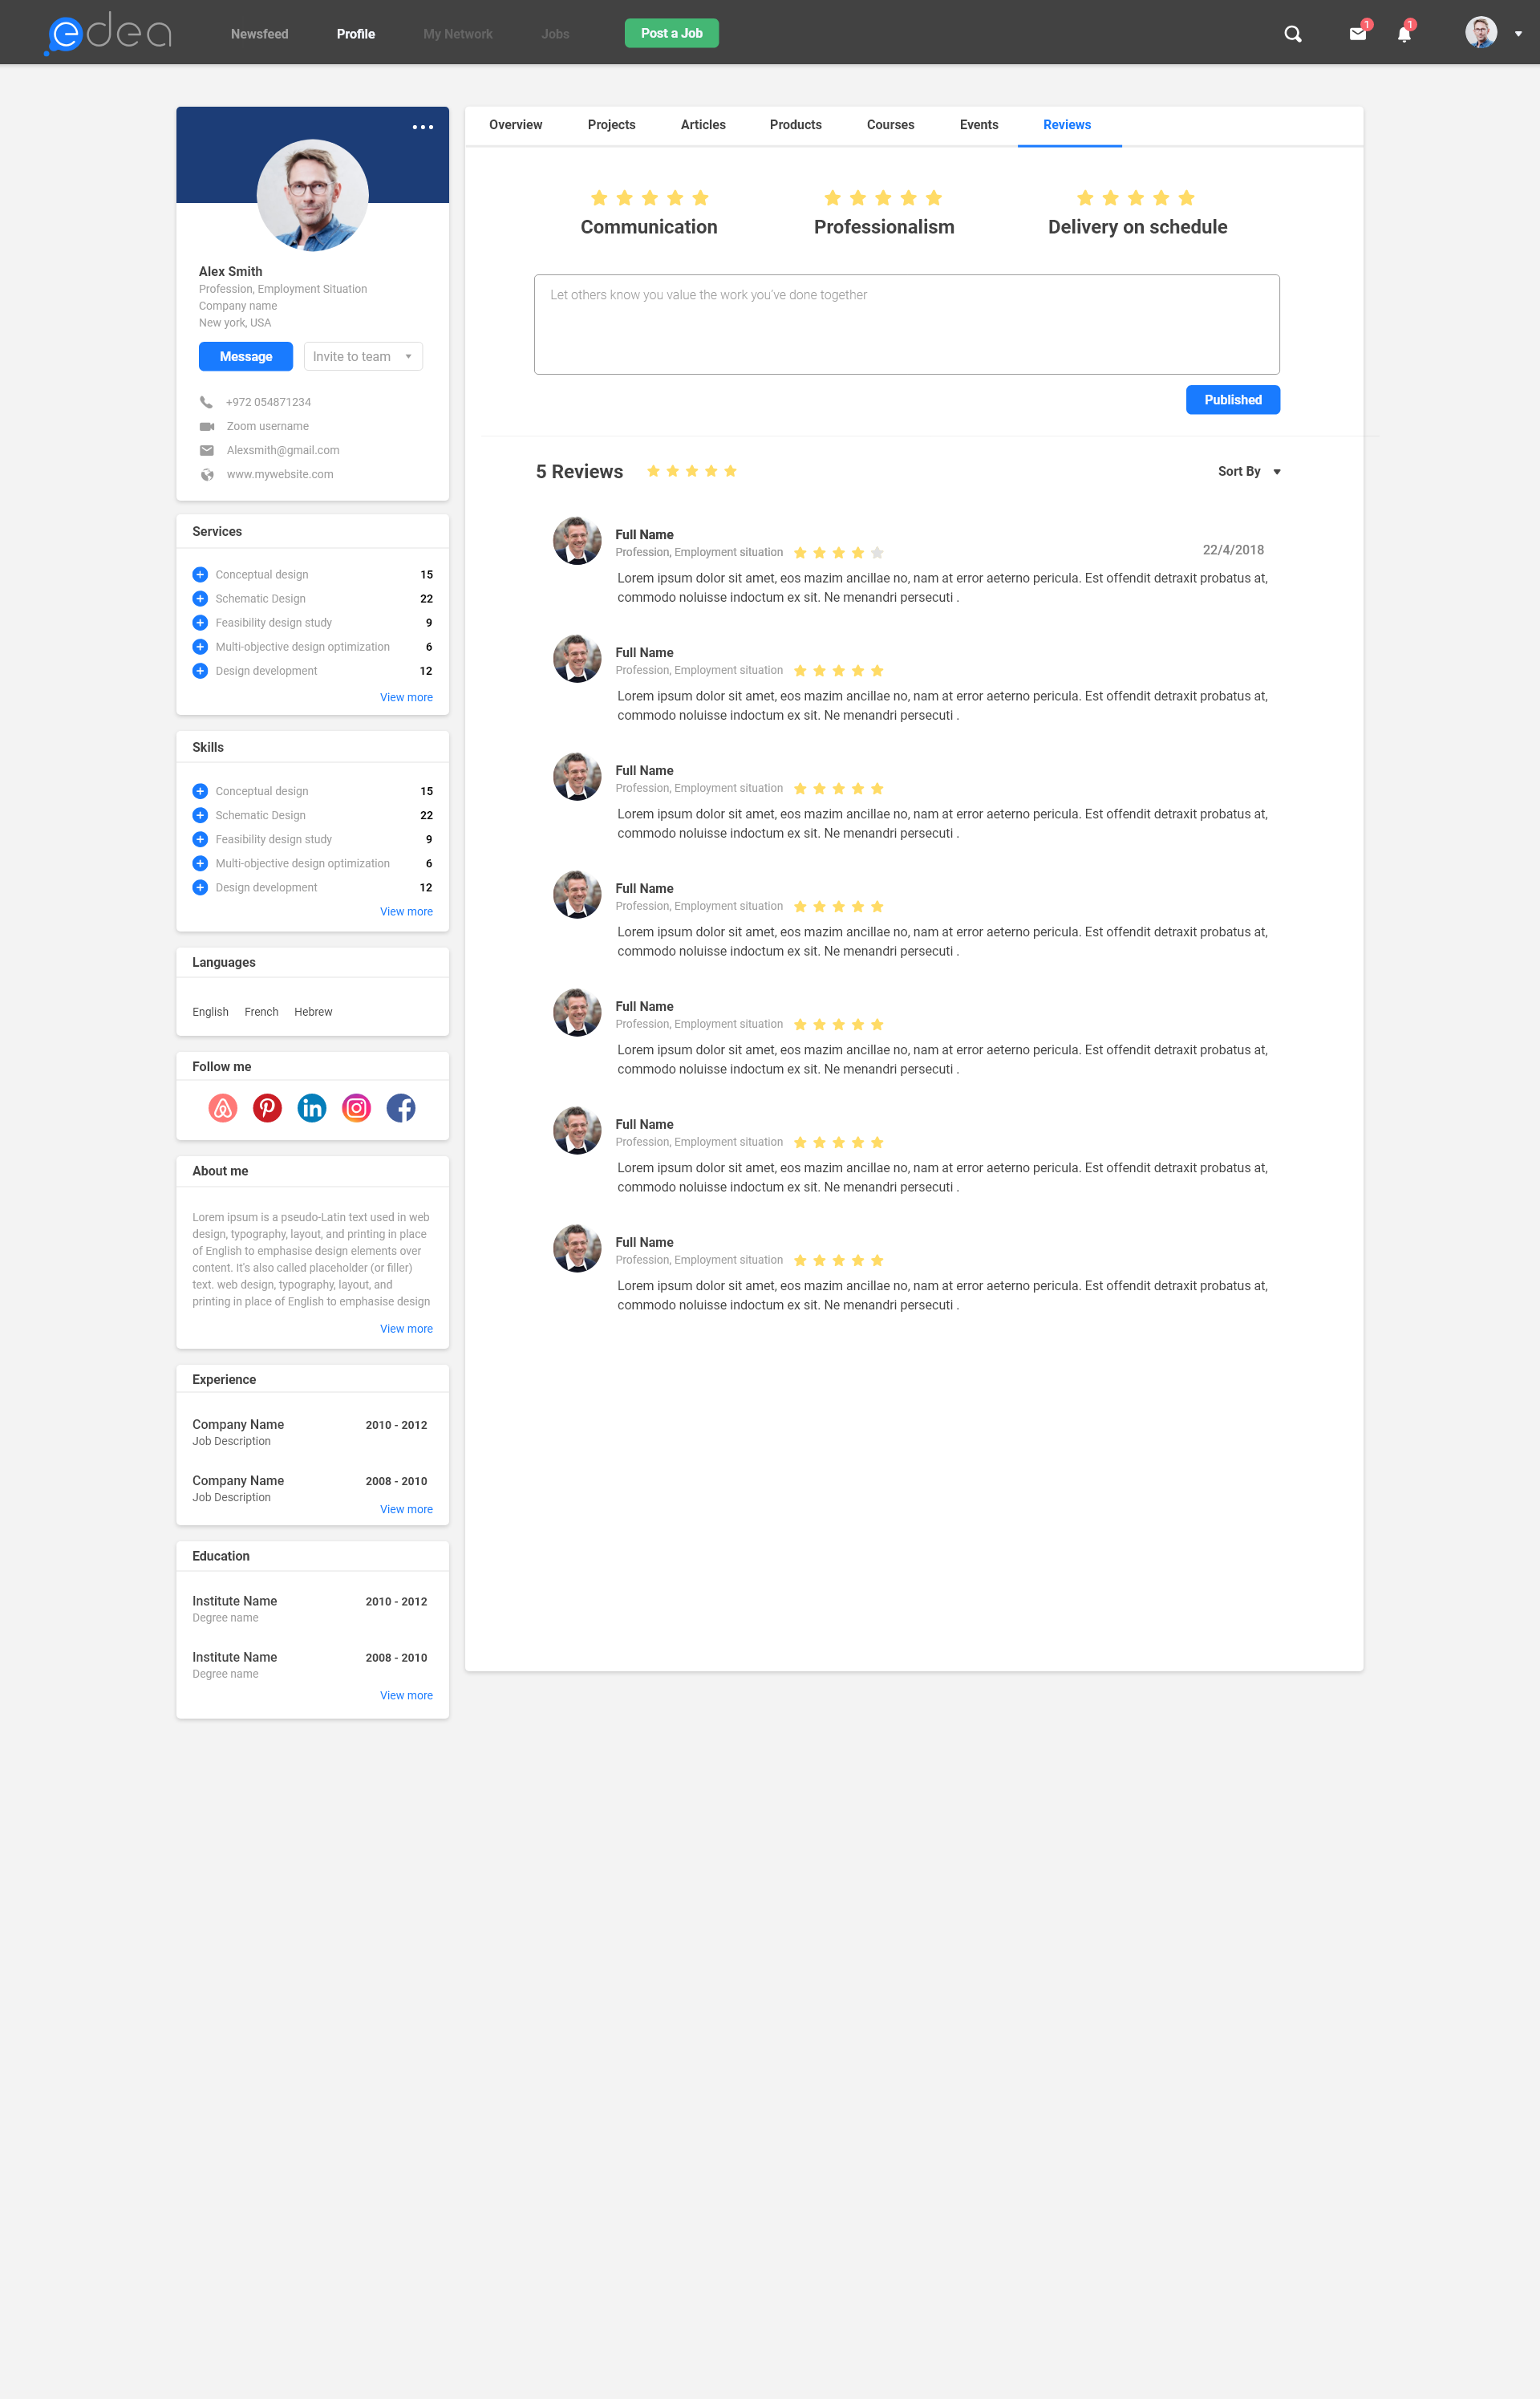 edea
Newsfeed
Profile
My Network
Jobs
Post a Job
1
1
Alex Smith
Profession, Employment Situation
Company name
New york, USA
Message
Invite to team
+972 054871234
Zoom username
Alexsmith@gmail.com
www.mywebsite.com
Services
Conceptual design 15
Schematic Design 22
Feasibility design study 9
Multi-objective design optimization 6
Design development 12
View more
Skills
Conceptual design 15
Schematic Design 22
Feasibility design study 9
Multi-objective design optimization 6
Design development 12
View more
Languages
English French Hebrew
Follow me
in
About me
Lorem ipsum is a pseudo-Latin text used in web
design, typography, layout, and printing in place
of English to emphasise design elements over
content. It's also called placeholder (or filler)
text. web design, typography, layout, and
printing in place of English to emphasise design
View more
Experience
Company Name 2010 - 2012
Job Description
Company Name 2008 - 2010
Job Description
View more
Education
Institute Name 2010 - 2012
Degree name
Institute Name 2008 - 2010
Degree name
View more
Overview Projects Articles Products Courses Events Reviews
Communication Professionalism Delivery on schedule
Let others know you value the work you've done together
Published
5 Reviews
Sort By
Full Name
Profession, Employment situation
22/4/2018
Lorem ipsum dolor sit amet, eos mazim ancillae no, nam at error aeterno pericula. Est offendit detraxit probatus at,
commodo noluisse indoctum ex sit. Ne menandri persecuti .
Full Name
Profession, Employment situation
Lorem ipsum dolor sit amet, eos mazim ancillae no, nam at error aeterno pericula. Est offendit detraxit probatus at,
commodo noluisse indoctum ex sit. Ne menandri persecuti .
Full Name
Profession, Employment situation
Lorem ipsum dolor sit amet, eos mazim ancillae no, nam at error aeterno pericula. Est offendit detraxit probatus at,
commodo noluisse indoctum ex sit. Ne menandri persecuti .
Full Name
Profession, Employment situation
Lorem ipsum dolor sit amet, eos mazim ancillae no, nam at error aeterno pericula. Est offendit detraxit probatus at,
commodo noluisse indoctum ex sit. Ne menandri persecuti .
Full Name
Profession, Employment situation
Lorem ipsum dolor sit amet, eos mazim ancillae no, nam at error aeterno pericula. Est offendit detraxit probatus at,
commodo noluisse indoctum ex sit. Ne menandri persecuti .
Full Name
Profession, Employment situation
Lorem ipsum dolor sit amet, eos mazim ancillae no, nam at error aeterno pericula. Est offendit detraxit probatus at,
commodo noluisse indoctum ex sit. Ne menandri persecuti .
Full Name
Profession, Employment situation
Lorem ipsum dolor sit amet, eos mazim ancillae no, nam at error aeterno pericula. Est offendit detraxit probatus at,
commodo noluisse indoctum ex sit. Ne menandri persecuti .